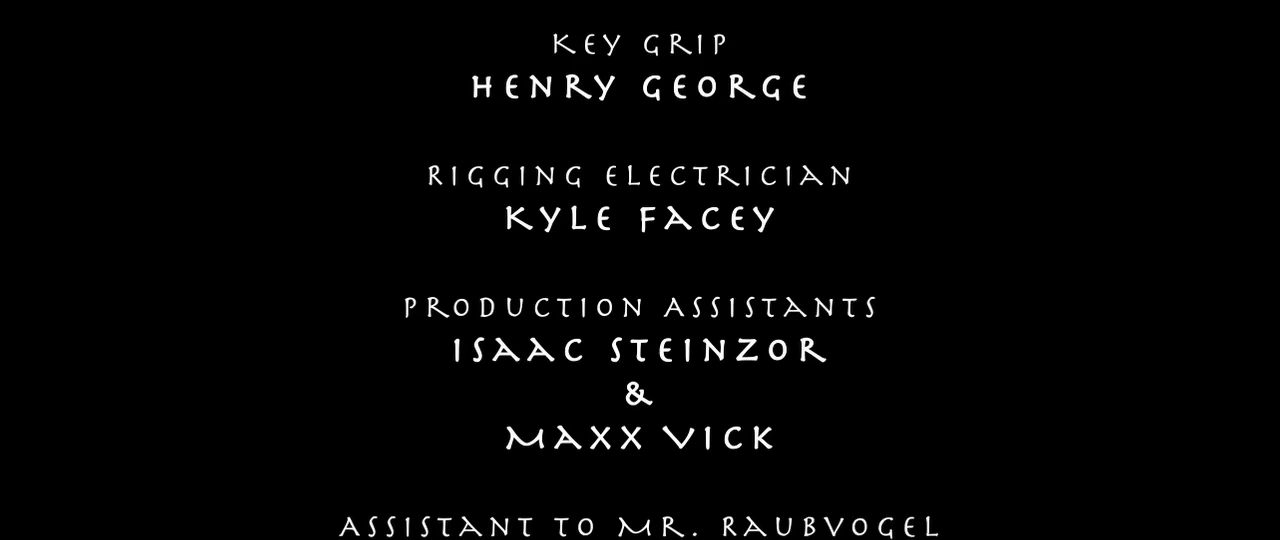 KEY GRIP
HENRY GEORGE
RIGGING ELECTRICIAN
KYLE FACEY
PRODUCTION ASSISTANTS
ISAAC STEINZOR
&
MAXX VICK
ASSISTANT TO MR. RAUBVOGEL